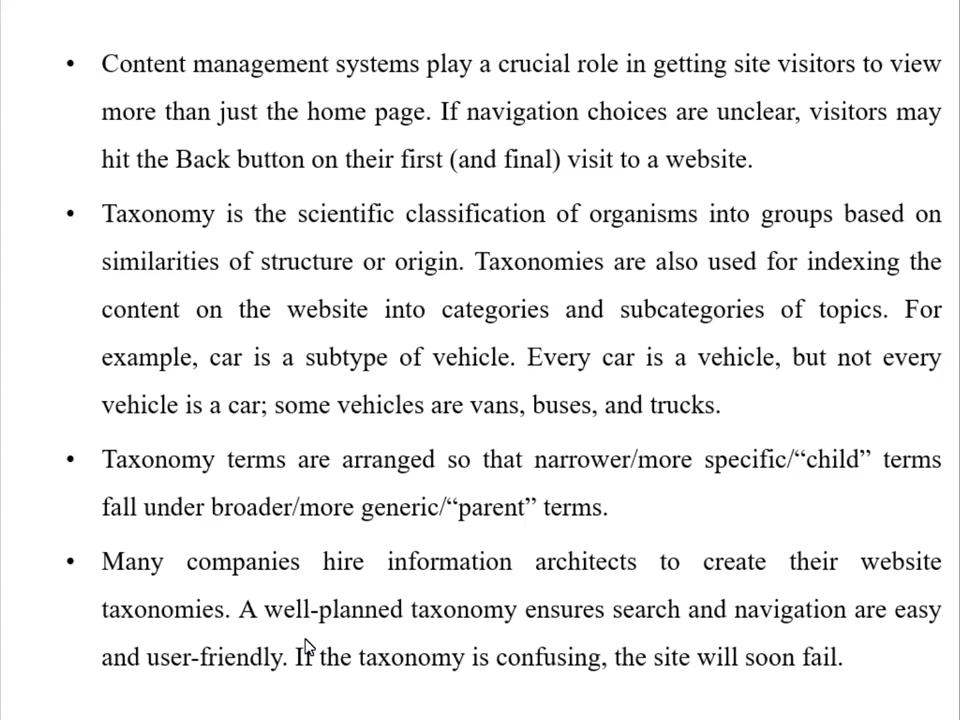 • Content management systems play a crucial role in getting site visitors to view
more than just the home page. If navigation choices are unclear, visitors may
hit the Back button on their first (and final) visit to a website.
• Taxonomy is the scientific classification of organisms into groups based on
similarities of structure or origin. Taxonomies are also used for indexing the
content on the website into categories and subcategories of topics. For
example, car is a subtype of vehicle. Every car is a vehicle, but not every
vehicle is a car; some vehicles are vans, buses, and trucks.
• Taxonomy terms are arranged so that narrower/more specific/“child” terms
fall under broader/more generic/“parent” terms.
• Many companies hire information architects to create their website
taxonomies. A well-planned taxonomy ensures search and navigation are easy
and user-friendly. If the taxonomy is confusing, the site will soon fail.